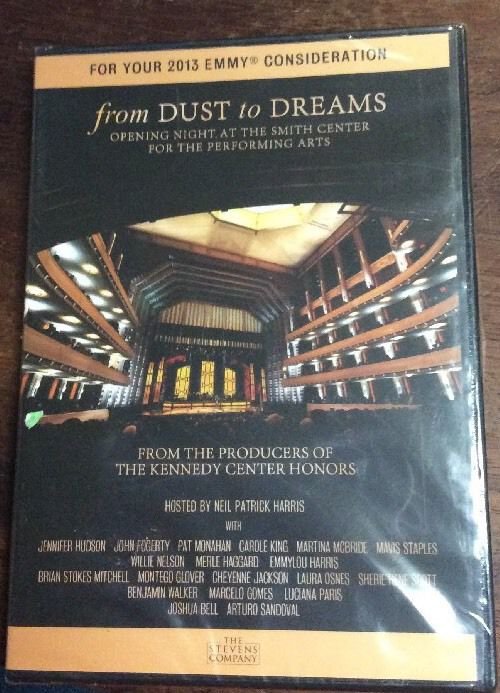 FOR YOUR 2013 EMMY® CONSIDERATION
from DUST to DREAMS
OPENING NIGHT AT THE SMITH CENTER
FOR THE PERFORMING ARTS
FROM THE PRODUCERS OF
THE KENNEDY CENTER HONORS
HOSTED BY NEIL PATRICK HARRIS
WITH
JENNIFER HUDSON JOHN FOGERTY PAT MONAHAN CAROLE KING MARTINA MCBRIDE MAVIS STAPLES
WILLIE NELSON MERLE HAGGARD EMMYLOU HARRIS
BRIAN STOKES MITCHELL MONTEGO GLOVER CHEYENNE JACKSON LAURA OSNES SHERIE RENE SCOTT
BENJAMIN WALKER MARCELO GOMES LUCIANA PARIS
JOSHUA BELL ARTURO SANDOVAL
THE
STEVENS
COMPANY